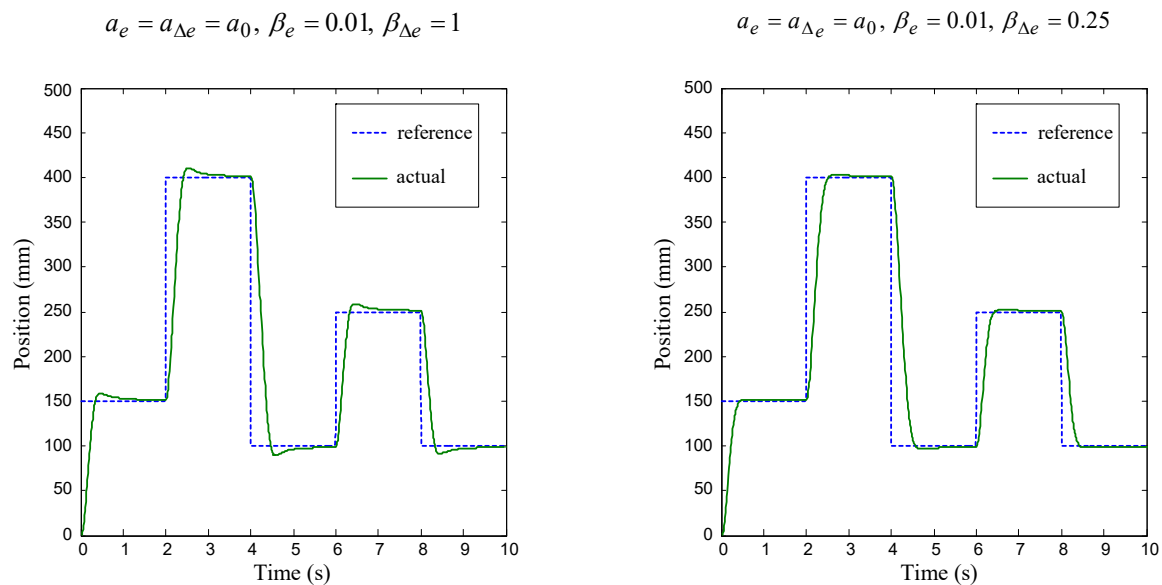 a_e = a_Δe = a_0, β_e = 0.01, β_Δe = 1
500
450
400
350
300
250
200
150
100
50
0
Position (mm)
reference
actual
0 1 2 3 4 5 6 7 8 9 10
Time (s)
a_e = a_Δe = a_0, β_e = 0.01, β_Δe = 0.25
500
450
400
350
300
250
200
150
100
50
0
Position (mm)
reference
actual
0 1 2 3 4 5 6 7 8 9 10
Time (s)